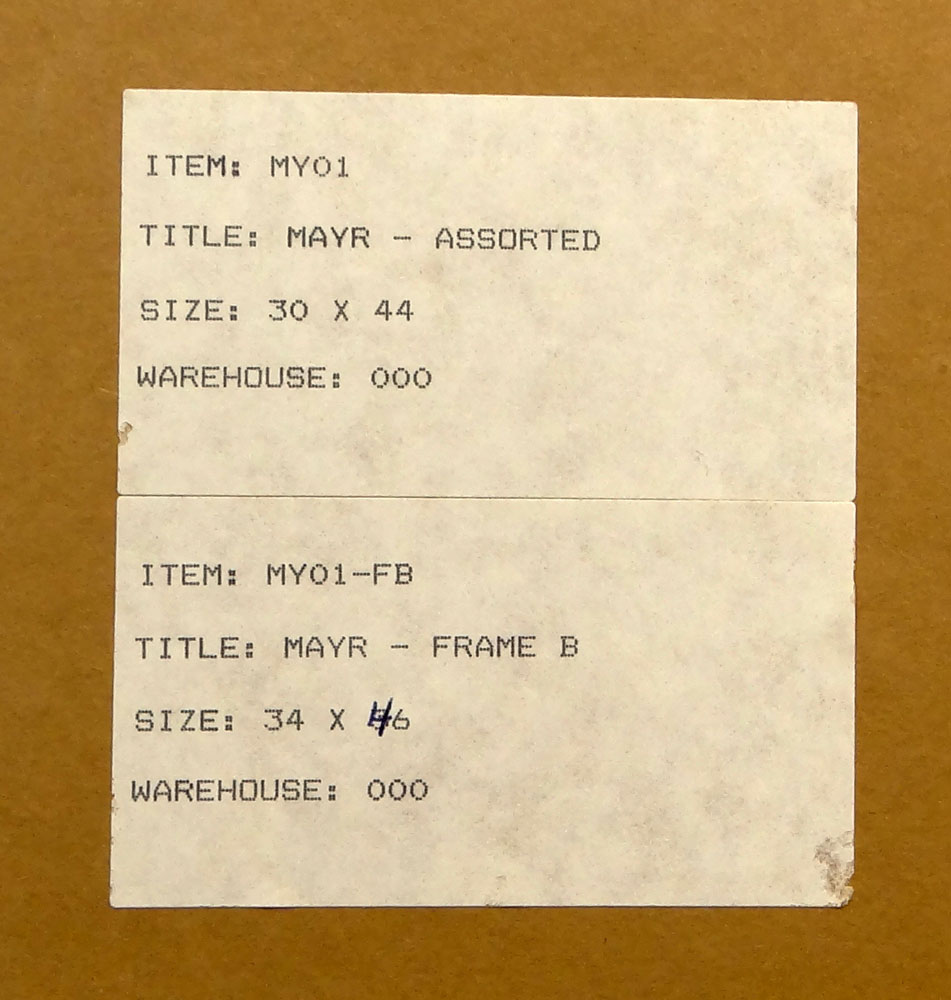 ITEM: MY01
TITLE: MAYR - ASSORTED
SIZE: 30 X 44
WAREHOUSE: 000
ITEM: MY01-FB
TITLE: MAYR - FRAME B
SIZE: 34 X 46
WAREHOUSE: 000